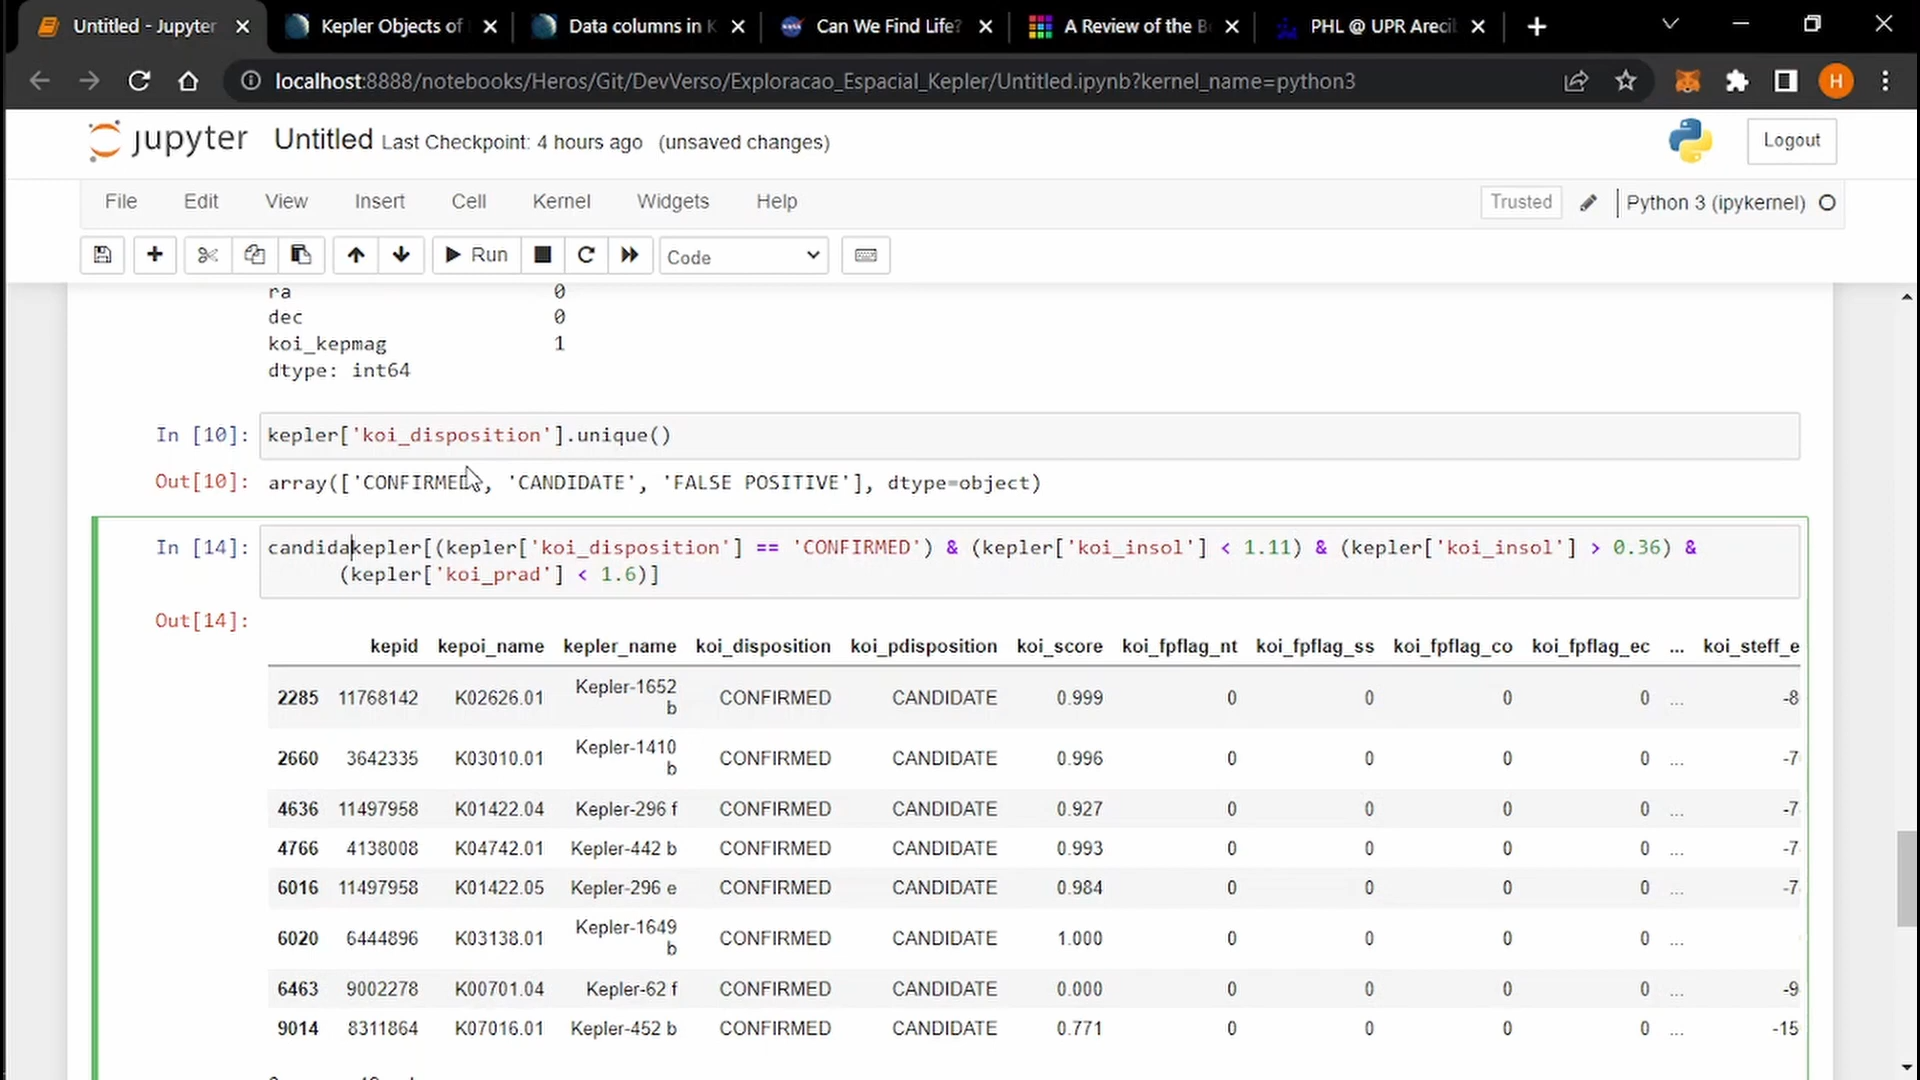 Untitled - Jupyter
Kepler Objects of
Data columns in K
Can We Find Life?
A Review of the B
PHL @ UPR Areci
localhost:8888/notebooks/Heros/Git/DevVerso/Exploracao_Espacial_Kepler/Untitled.ipynb?kernel_name=python3
H
jupyter Untitled Last Checkpoint: 4 hours ago (unsaved changes)
Logout
File Edit View Insert Cell Kernel Widgets Help
Trusted
Python 3 (ipykernel)
Run
Code
ra 0
dec 0
koi_kepmag 1
dtype: int64
In [10]: kepler['koi_disposition'].unique()
Out[10]: array(['CONFIRMED', 'CANDIDATE', 'FALSE POSITIVE'], dtype=object)
In [14]: candidakepler[(kepler['koi_disposition'] == 'CONFIRMED') & (kepler['koi_insol'] < 1.11) & (kepler['koi_insol'] > 0.36) &
(kepler['koi_prad'] < 1.6)]
Out[14]:
kepid kepoi_name kepler_name koi_disposition koi_pdisposition koi_score koi_fpflag_nt koi_fpflag_ss koi_fpflag_co koi_fpflag_ec ... koi_steff_e
2285 11768142 K02626.01 Kepler-1652 b CONFIRMED CANDIDATE 0.999 0 0 0 0 ... -8
2660 3642335 K03010.01 Kepler-1410 b CONFIRMED CANDIDATE 0.996 0 0 0 0 ... -7
4636 11497958 K01422.04 Kepler-296 f CONFIRMED CANDIDATE 0.927 0 0 0 0 ... -7
4766 4138008 K04742.01 Kepler-442 b CONFIRMED CANDIDATE 0.993 0 0 0 0 ... -7
6016 11497958 K01422.05 Kepler-296 e CONFIRMED CANDIDATE 0.984 0 0 0 0 ... -7
6020 6444896 K03138.01 Kepler-1649 b CONFIRMED CANDIDATE 1.000 0 0 0 0 ...
6463 9002278 K00701.04 Kepler-62 f CONFIRMED CANDIDATE 0.000 0 0 0 0 ... -9
9014 8311864 K07016.01 Kepler-452 b CONFIRMED CANDIDATE 0.771 0 0 0 0 ... -15